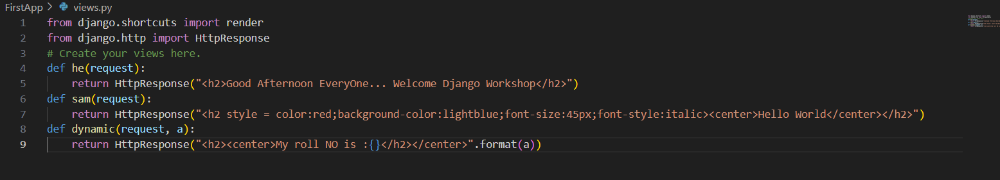 FirstApp > views.py
1 from django.shortcuts import render
2 from django.http import HttpResponse
3 # Create your views here.
4 def he(request):
5     return HttpResponse("<h2>Good Afternoon EveryOne... Welcome Django Workshop</h2>")
6 def sam(request):
7     return HttpResponse("<h2 style = color:red;background-color:lightblue;font-size:45px;font-style:italic><center>Hello World</center></h2>")
8 def dynamic(request, a):
9     return HttpResponse("<h2><center>My roll NO is :{}</h2></center>".format(a))